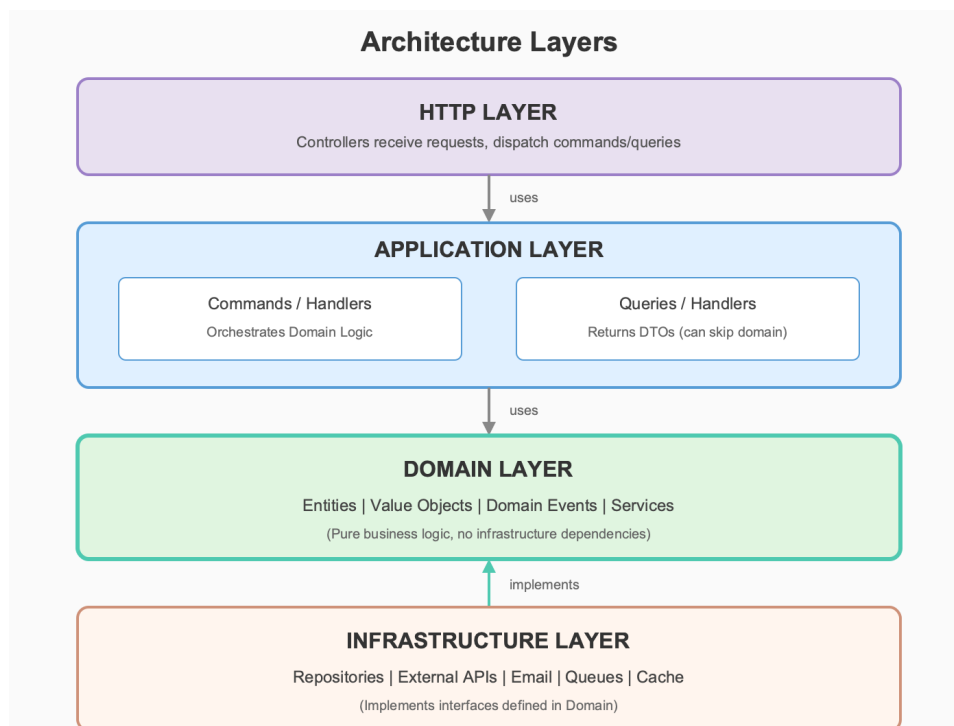 Architecture Layers
HTTP LAYER
Controllers receive requests, dispatch commands/queries
uses
APPLICATION LAYER
Commands / Handlers
Orchestrates Domain Logic
Queries / Handlers
Returns DTOs (can skip domain)
uses
DOMAIN LAYER
Entities | Value Objects | Domain Events | Services
(Pure business logic, no infrastructure dependencies)
implements
INFRASTRUCTURE LAYER
Repositories | External APIs | Email | Queues | Cache
(Implements interfaces defined in Domain)